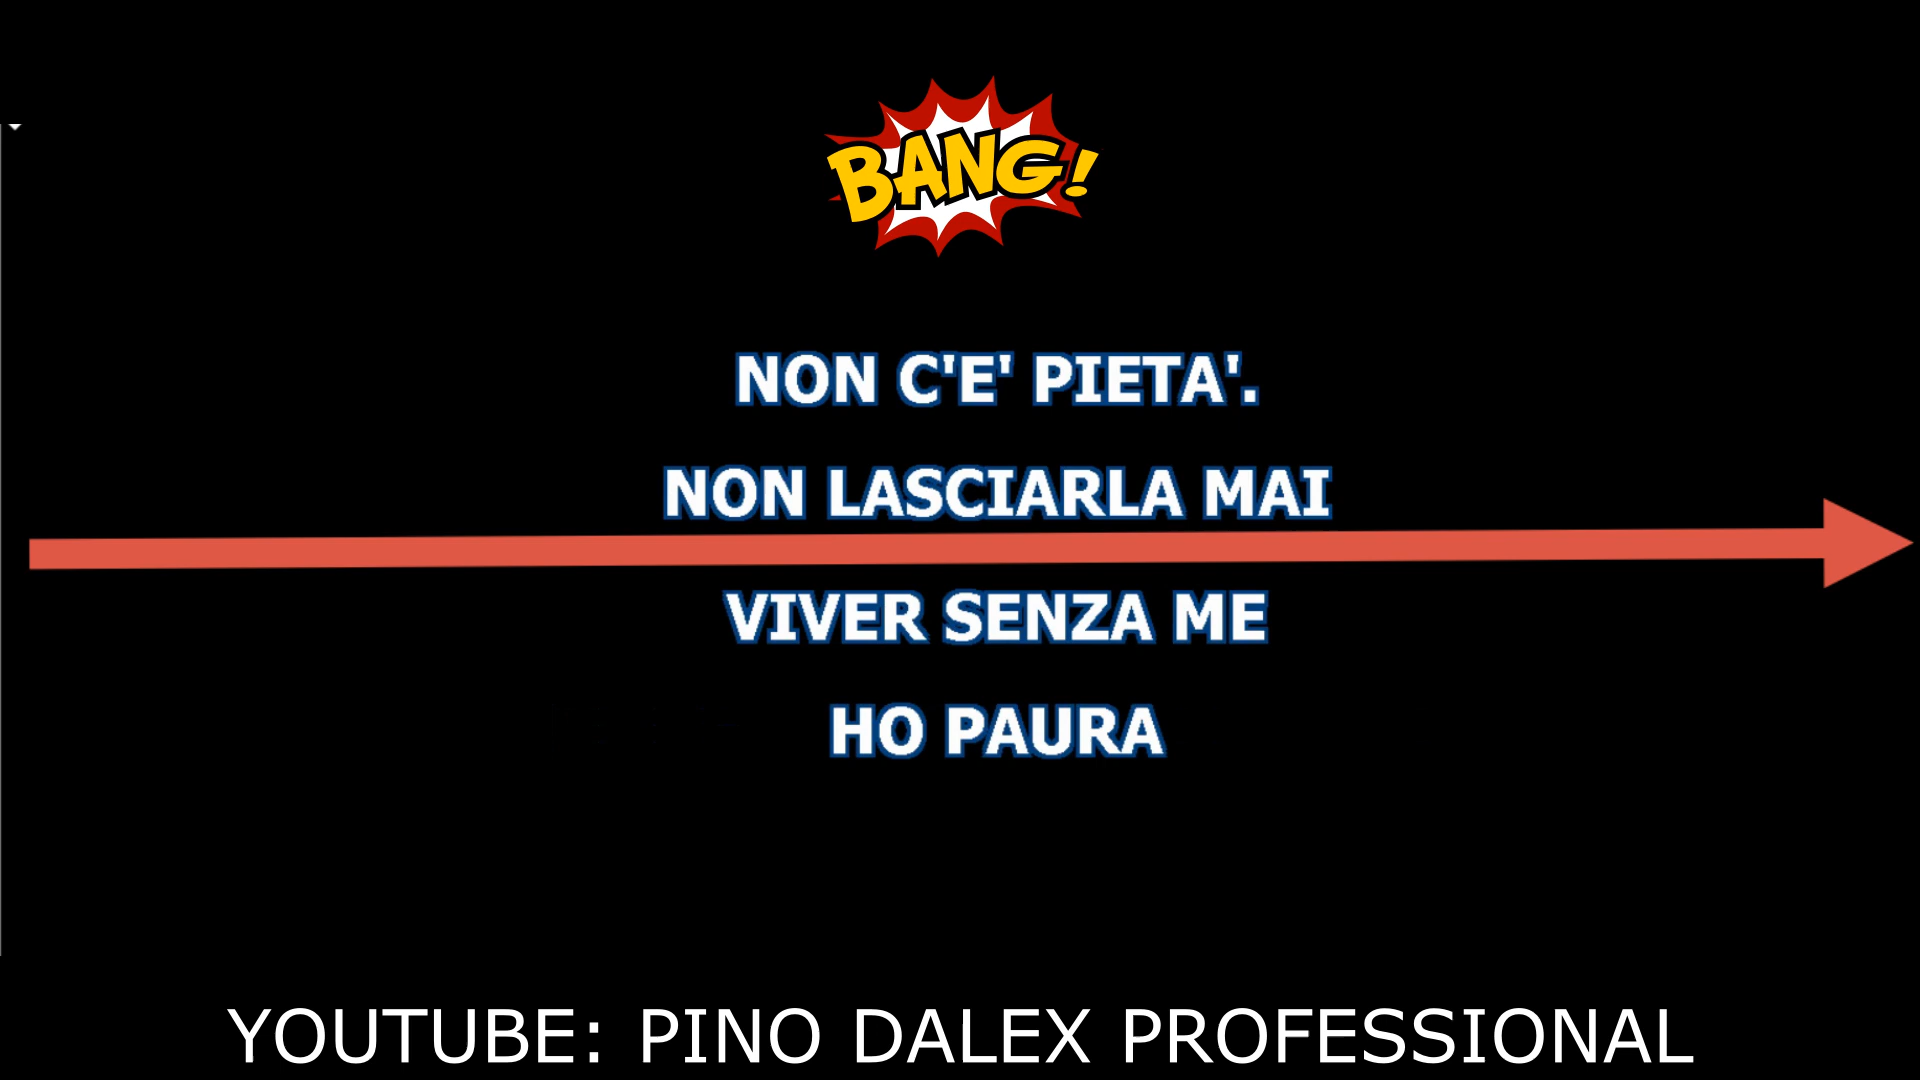 BANG!
NON C'E' PIETA'.
NON LASCIARLA MAI
VIVER SENZA ME
HO PAURA
YOUTUBE: PINO DALEX PROFESSIONAL